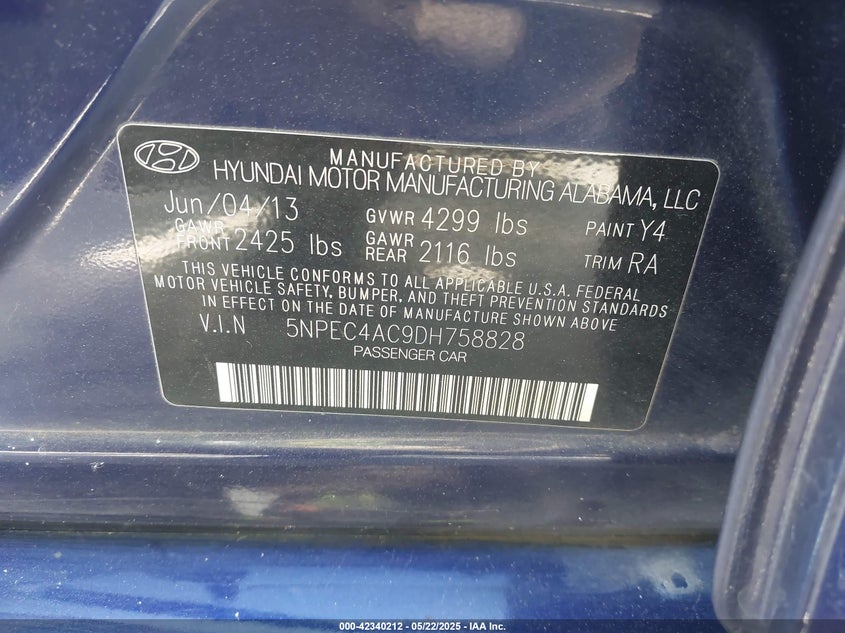 MANUFACTURED BY
HYUNDAI MOTOR MANUFACTURING ALABAMA, LLC
Jun/04/13 GVWR 4299 lbs PAINT Y4
GAWR FRONT 2425 lbs GAWR REAR 2116 lbs TRIM RA
THIS VEHICLE CONFORMS TO ALL APPLICABLE U.S.A. FEDERAL
MOTOR VEHICLE SAFETY, BUMPER, AND THEFT PREVENTION STANDARDS
IN EFFECT ON THE DATE OF MANUFACTURE SHOWN ABOVE
V.I.N 5NPEC4AC9DH758828
PASSENGER CAR
000-42340212 - 05/22/2025 - IAA Inc.